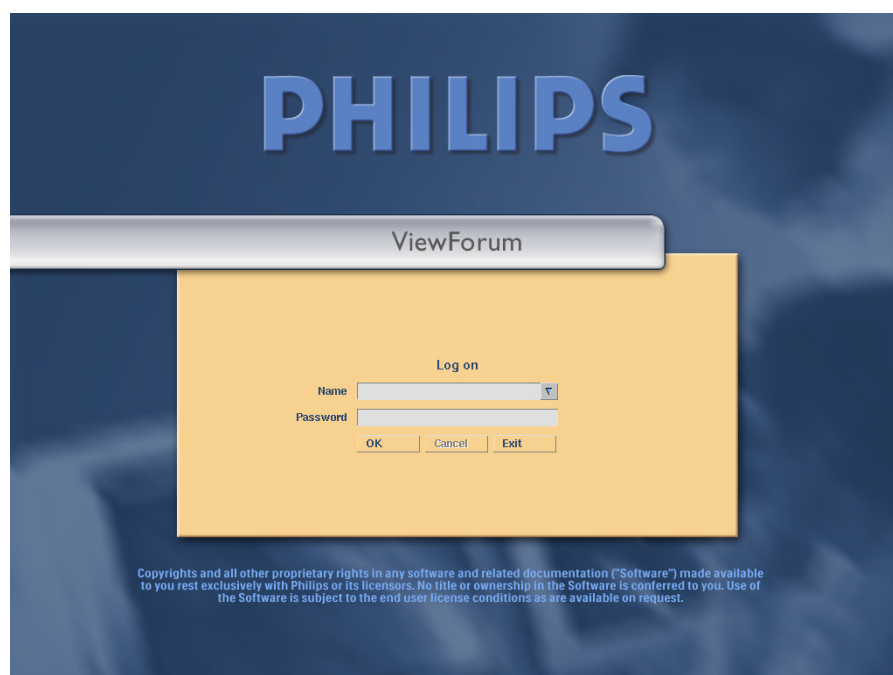 PHILIPS
ViewForum
Log on
Name
Password
OK Cancel Exit
Copyrights and all other proprietary rights in any software and related documentation ("Software") made available
to you rest exclusively with Philips or its licensors. No title or ownership in the Software is conferred to you. Use of
the Software is subject to the end user license conditions as are available on request.